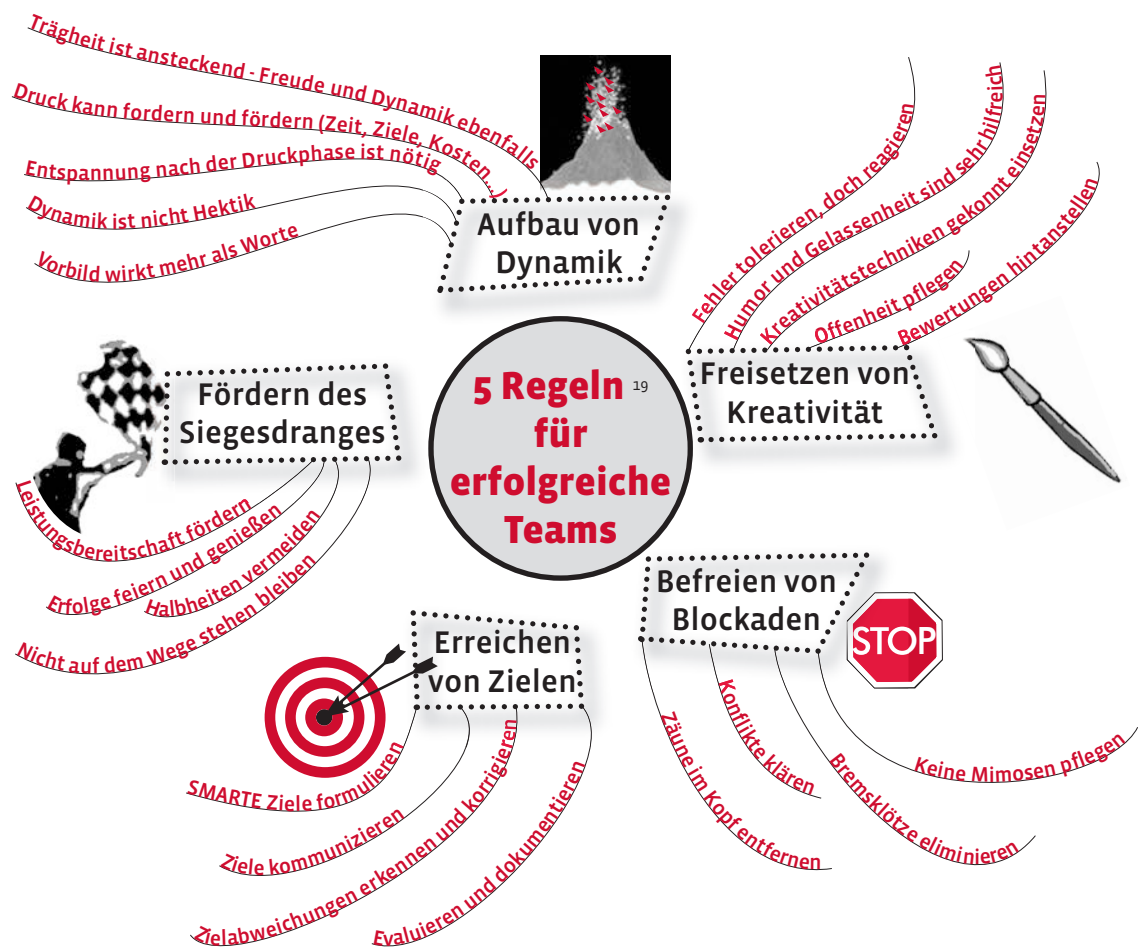 Trägheit ist ansteckend - Freude und Dynamik ebenfalls
Druck kann fordern und fördern (Zeit, Ziele, Kosten...)
Entspannung nach der Druckphase ist nötig
Dynamik ist nicht Hektik
Vorbild wirkt mehr als Worte
Aufbau von
Dynamik
Fehler tolerieren, doch reagieren
Humor und Gelassenheit sind sehr hilfreich
Kreativitätstechniken gekonnt einsetzen
Offenheit pflegen
Bewertungen hintanstellen
Freisetzen von
Kreativität
5 Regeln 19
für
erfolgreiche
Teams
Fördern des
Siegesdranges
Leistungsbereitschaft fördern
Erfolge feiern und genießen
Halbheiten vermeiden
Nicht auf dem Wege stehen bleiben
Befreien von
Blockaden
STOP
Zäune im Kopf entfernen
Konflikte klären
Bremsklötze eliminieren
Keine Mimosen pflegen
Erreichen
von Zielen
SMARTE Ziele formulieren
Ziele kommunizieren
Zielabweichungen erkennen und korrigieren
Evaluieren und dokumentieren